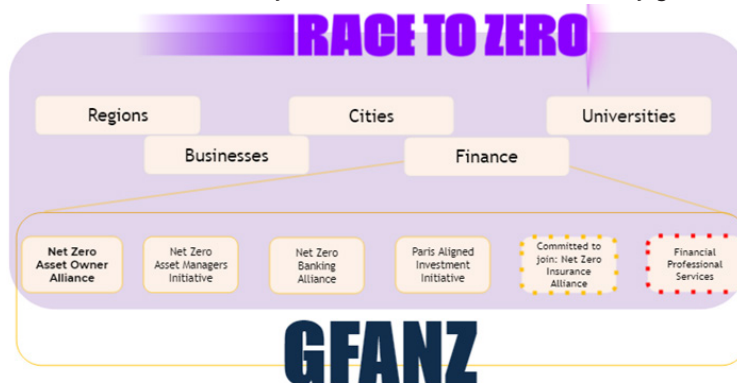 RACE TO ZERO
Regions
Cities
Universities
Businesses
Finance
Net Zero
Asset Owner
Alliance
Net Zero
Asset Managers
Initiative
Net Zero
Banking
Alliance
Paris Aligned
Investment
Initiative
Committed to
join: Net Zero
Insurance
Alliance
Financial
Professional
Services
GFANZ